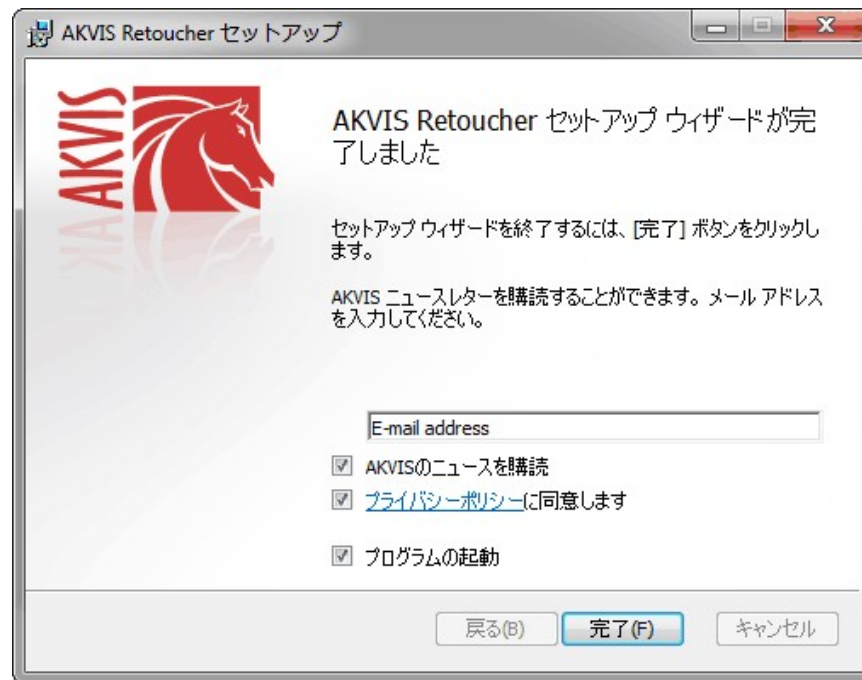 AKVIS Retoucher セットアップ
AKVIS
AKVIS Retoucher セットアップ ウィザードが完
了しました
セットアップ ウィザードを終了するには、[完了] ボタンをクリックし
ます。
AKVIS ニュースレターを購読することができます。メール アドレス
を入力してください。
E-mail address
AKVISのニュースを購読
プライバシーポリシーに同意します
プログラムの起動
戻る(B)
完了(F)
キャンセル